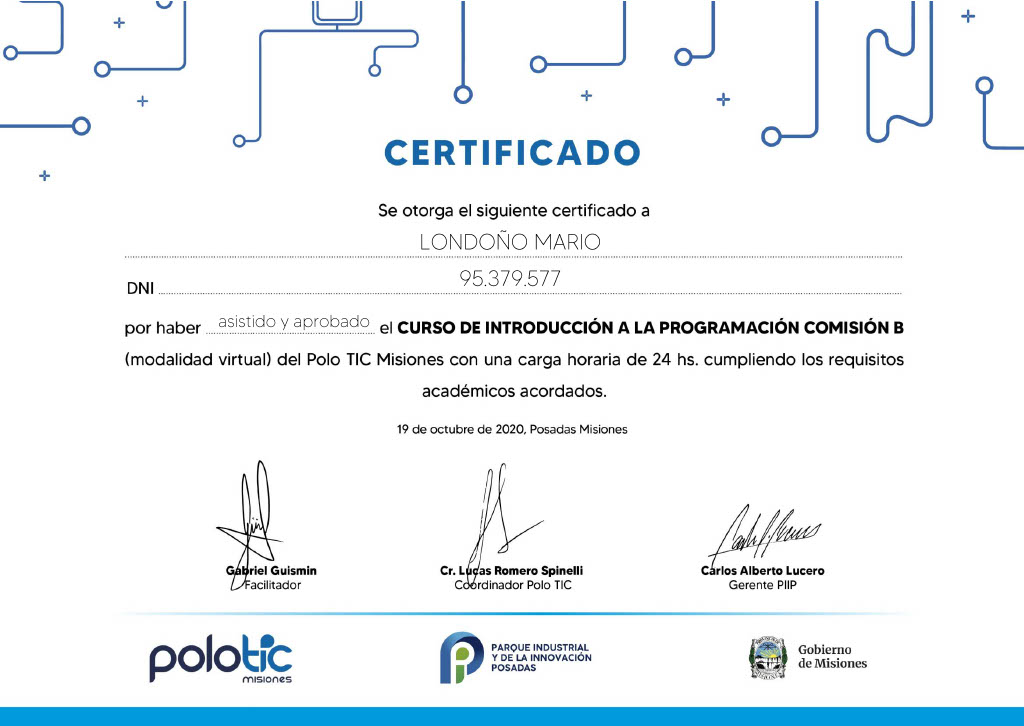 CERTIFICADO
Se otorga el siguiente certificado a
LONDOÑO MARIO
DNI 95.379.577
por haber asistido y aprobado el CURSO DE INTRODUCCIÓN A LA PROGRAMACIÓN COMISIÓN B
(modalidad virtual) del Polo TIC Misiones con una carga horaria de 24 hs. cumpliendo los requisitos
académicos acordados.
19 de octubre de 2020, Posadas Misiones
Gabriel Guismin
Facilitador
Cr. Lucas Romero Spinelli
Coordinador Polo TIC
Carlos Alberto Lucero
Gerente PIIP
polotic
misiones
PARQUE INDUSTRIAL
Y DE LA INNOVACIÓN
POSADAS
Gobierno
de Misiones